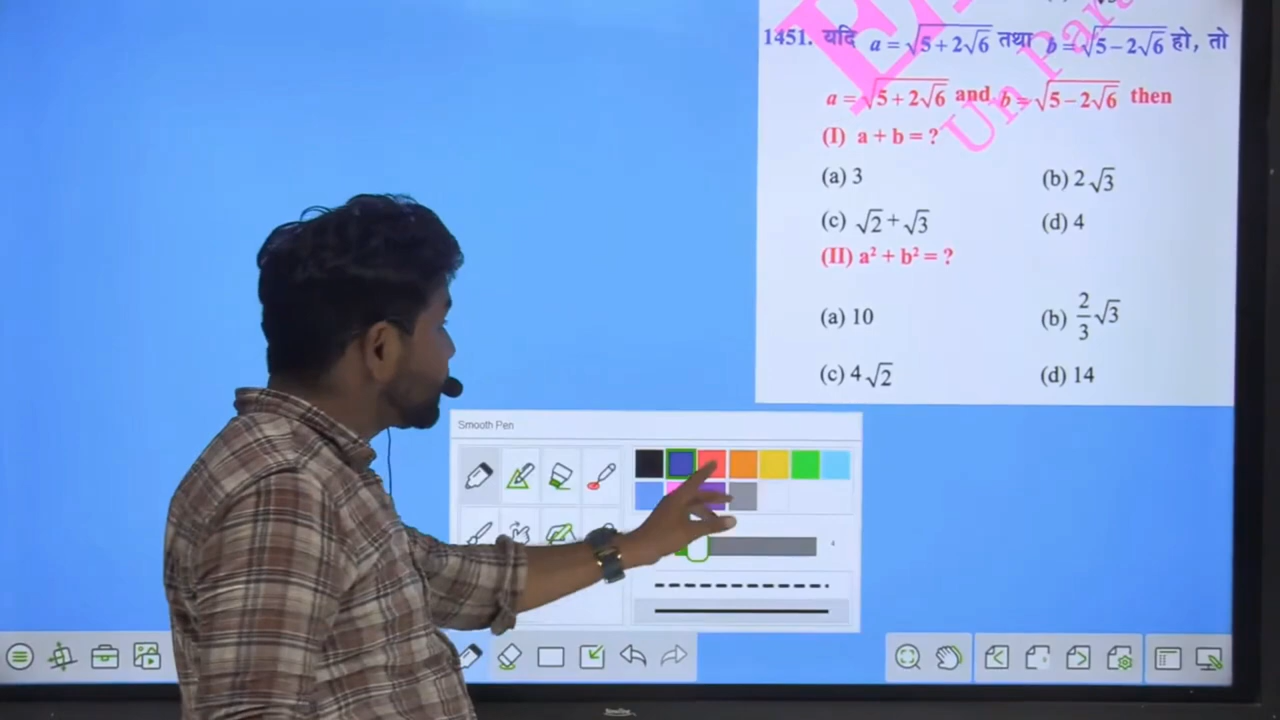 1451. यदि a = √5 + 2√6 तथा b = √5 − 2√6 हो, तो
a = √5 + 2√6 and b = √5 − 2√6 then
(I) a + b = ?
(a) 3 (b) 2√3
(c) √2 + √3 (d) 4
(II) a² + b² = ?
(a) 10 (b) 2/3 √3
(c) 4√2 (d) 14
Smooth Pen
4